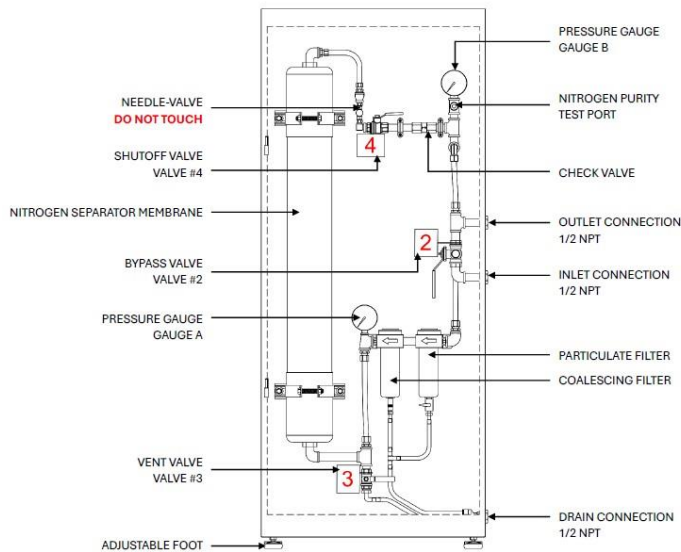 PRESSURE GAUGE
GAUGE B
NEEDLE-VALVE
DO NOT TOUCH
NITROGEN PURITY
TEST PORT
SHUTOFF VALVE
VALVE #4
4
CHECK VALVE
NITROGEN SEPARATOR MEMBRANE
OUTLET CONNECTION
1/2 NPT
2
BYPASS VALVE
VALVE #2
INLET CONNECTION
1/2 NPT
PRESSURE GAUGE
GAUGE A
PARTICULATE FILTER
COALESCING FILTER
VENT VALVE
VALVE #3
3
DRAIN CONNECTION
1/2 NPT
ADJUSTABLE FOOT